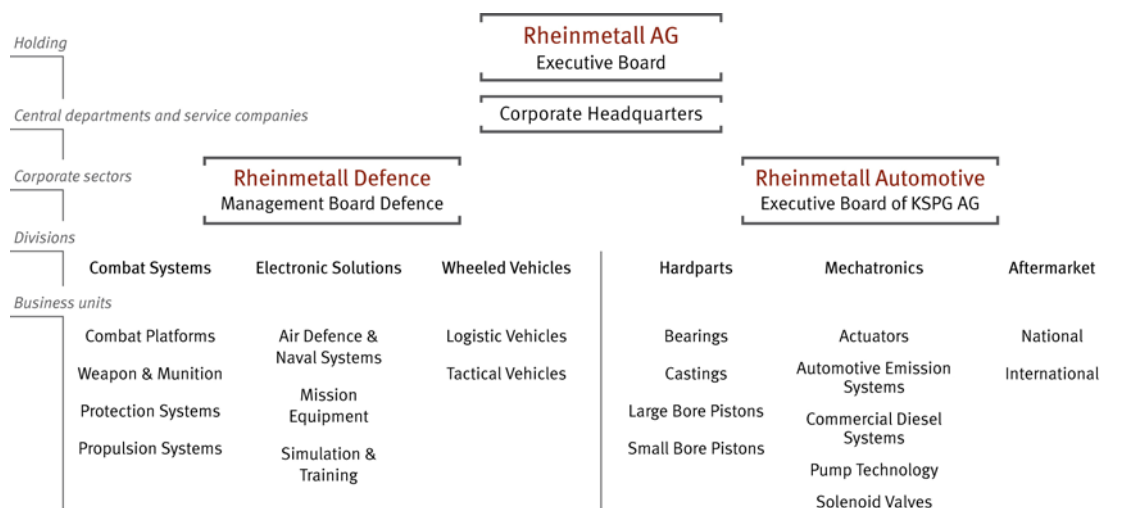 Holding
Rheinmetall AG
Executive Board
Central departments and service companies
Corporate Headquarters
Corporate sectors
Rheinmetall Defence
Management Board Defence
Rheinmetall Automotive
Executive Board of KSPG AG
Divisions
Combat Systems
Electronic Solutions
Wheeled Vehicles
Hardparts
Mechatronics
Aftermarket
Business units
Combat Platforms
Weapon & Munition
Protection Systems
Propulsion Systems
Air Defence &
Naval Systems
Mission
Equipment
Simulation &
Training
Logistic Vehicles
Tactical Vehicles
Bearings
Castings
Large Bore Pistons
Small Bore Pistons
Actuators
Automotive Emission
Systems
Commercial Diesel
Systems
Pump Technology
Solenoid Valves
National
International